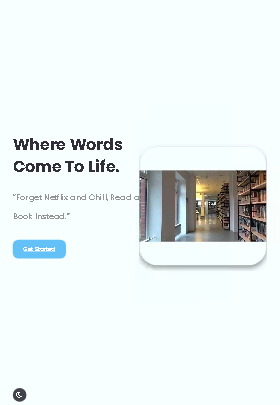 Where Words
Come To Life.
"Forget Netflix and Chill, Read a
Book Instead."
Get Started